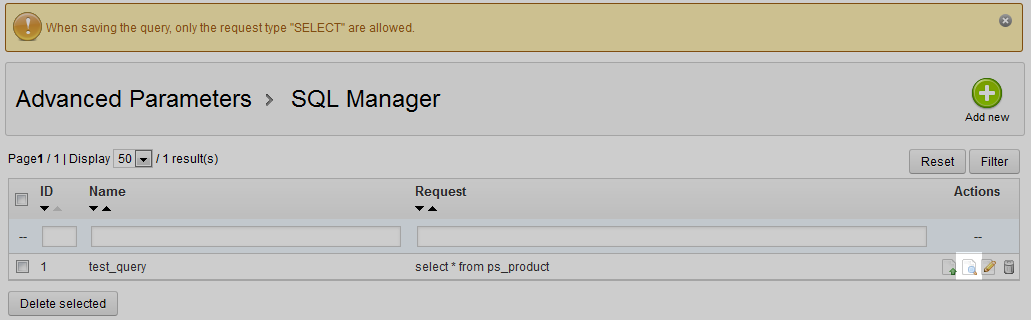 When saving the query, only the request type "SELECT" are allowed.
Advanced Parameters > SQL Manager
Add new
Page1 / 1 | Display 50 / 1 result(s)
Reset Filter
ID Name Request Actions
-- --
1 test_query select * from ps_product
Delete selected